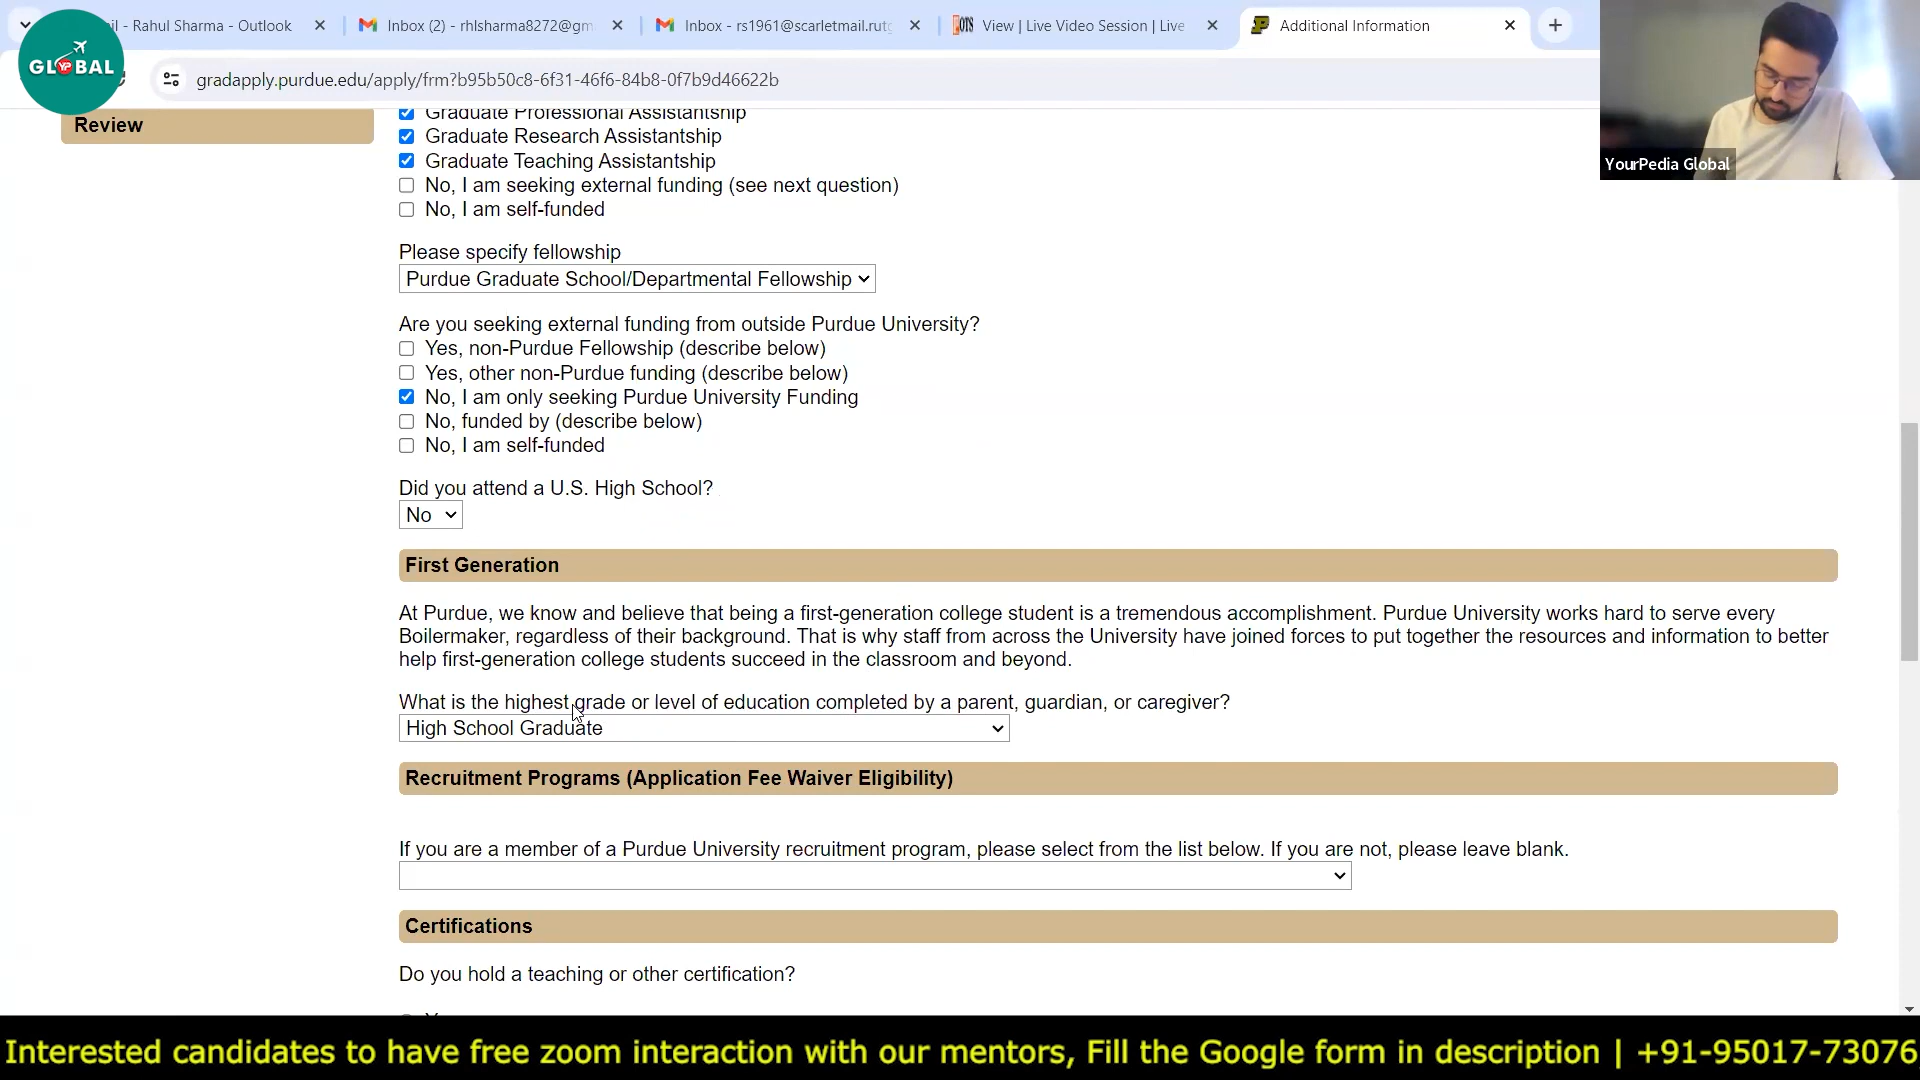 il - Rahul Sharma - Outlook
Inbox (2) - rhlsharma8272@gm
Inbox - rs1961@scarletmail.rutg
View | Live Video Session | Live
Additional Information
GLOBAL
YP
gradapply.purdue.edu/apply/frm?b95b50c8-6f31-46f6-84b8-0f7b9d46622b
YourPedia Global
Review
Graduate Professional Assistantship
Graduate Research Assistantship
Graduate Teaching Assistantship
No, I am seeking external funding (see next question)
No, I am self-funded
Please specify fellowship
Purdue Graduate School/Departmental Fellowship
Are you seeking external funding from outside Purdue University?
Yes, non-Purdue Fellowship (describe below)
Yes, other non-Purdue funding (describe below)
No, I am only seeking Purdue University Funding
No, funded by (describe below)
No, I am self-funded
Did you attend a U.S. High School?
No
First Generation
At Purdue, we know and believe that being a first-generation college student is a tremendous accomplishment. Purdue University works hard to serve every
Boilermaker, regardless of their background. That is why staff from across the University have joined forces to put together the resources and information to better
help first-generation college students succeed in the classroom and beyond.
What is the highest grade or level of education completed by a parent, guardian, or caregiver?
High School Graduate
Recruitment Programs (Application Fee Waiver Eligibility)
If you are a member of a Purdue University recruitment program, please select from the list below. If you are not, please leave blank.
Certifications
Do you hold a teaching or other certification?
Interested candidates to have free zoom interaction with our mentors, Fill the Google form in description | +91-95017-73076